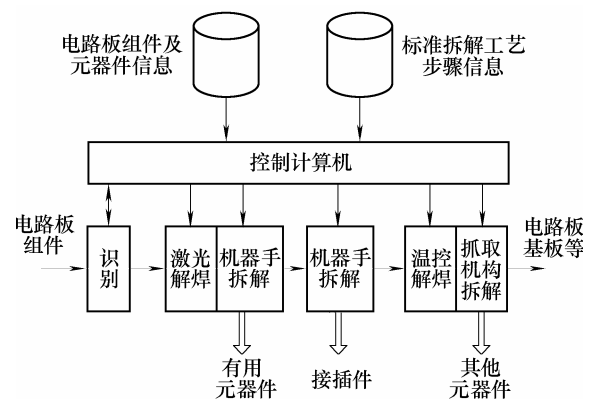 电路板组件及
元器件信息
标准拆解工艺
步骤信息
控制计算机
电路板
组件
识
别
激光
解焊
机器手
拆解
机器手
拆解
温控
解焊
抓取
机构
拆解
电路板
基板等
有用
元器件
接插件
其他
元器件